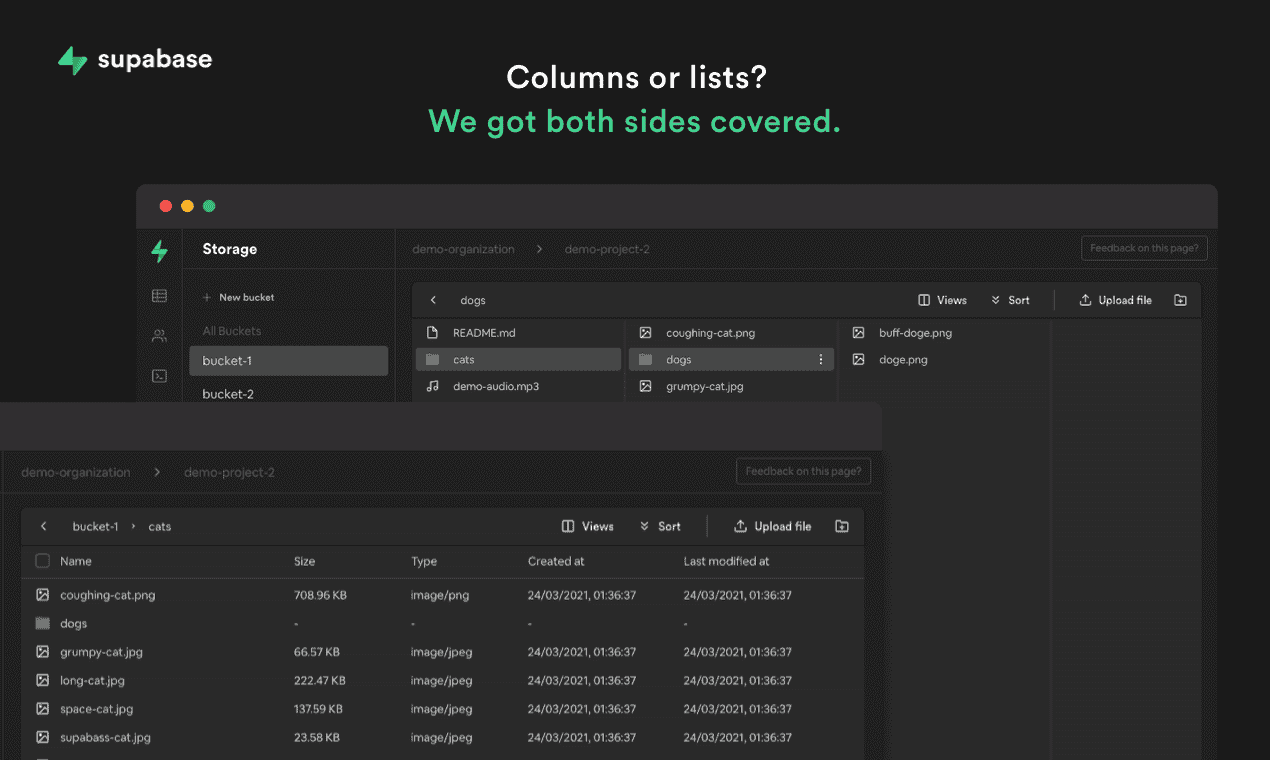 supabase
Columns or lists?
We got both sides covered.
Storage
demo-organization > demo-project-2
Feedback on this page?
+ New bucket
All Buckets
bucket-1
bucket-2
dogs
Views
Sort
Upload file
README.md
cats
demo-audio.mp3
coughing-cat.png
dogs
grumpy-cat.jpg
buff-doge.png
doge.png
demo-organization > demo-project-2
Feedback on this page?
bucket-1 > cats
Views
Sort
Upload file
Name Size Type Created at Last modified at
coughing-cat.png 708.96 KB image/png 24/03/2021, 01:36:37 24/03/2021, 01:36:37
dogs - - - -
grumpy-cat.jpg 66.57 KB image/jpeg 24/03/2021, 01:36:37 24/03/2021, 01:36:37
long-cat.jpg 222.47 KB image/jpeg 24/03/2021, 01:36:37 24/03/2021, 01:36:37
space-cat.jpg 137.59 KB image/jpeg 24/03/2021, 01:36:37 24/03/2021, 01:36:37
supabass-cat.jpg 23.58 KB image/jpeg 24/03/2021, 01:36:37 24/03/2021, 01:36:37